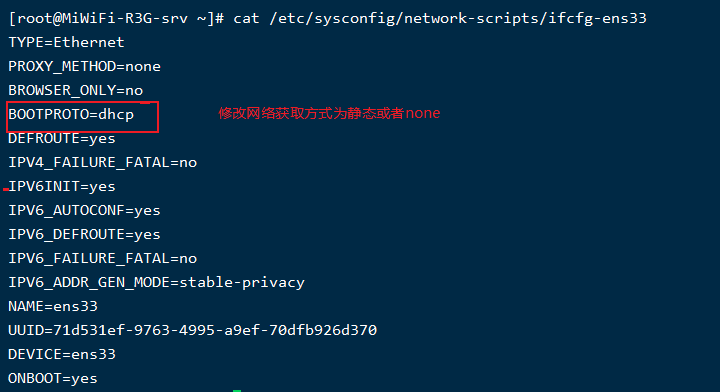 [root@MiWiFi-R3G-srv ~]# cat /etc/sysconfig/network-scripts/ifcfg-ens33
TYPE=Ethernet
PROXY_METHOD=none
BROWSER_ONLY=no
BOOTPROTO=dhcp 修改网络获取方式为静态或者none
DEFROUTE=yes
IPV4_FAILURE_FATAL=no
IPV6INIT=yes
IPV6_AUTOCONF=yes
IPV6_DEFROUTE=yes
IPV6_FAILURE_FATAL=no
IPV6_ADDR_GEN_MODE=stable-privacy
NAME=ens33
UUID=71d531ef-9763-4995-a9ef-70dfb926d370
DEVICE=ens33
ONBOOT=yes